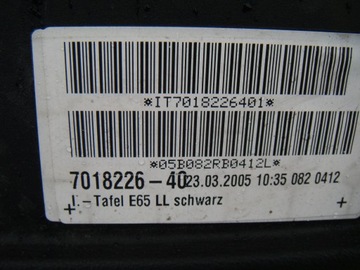 *IT7018226401*
*05B082RB0412L*
7018226-40 23.03.2005 10:35 082 0412
I.-Tafel E65 LL schwarz